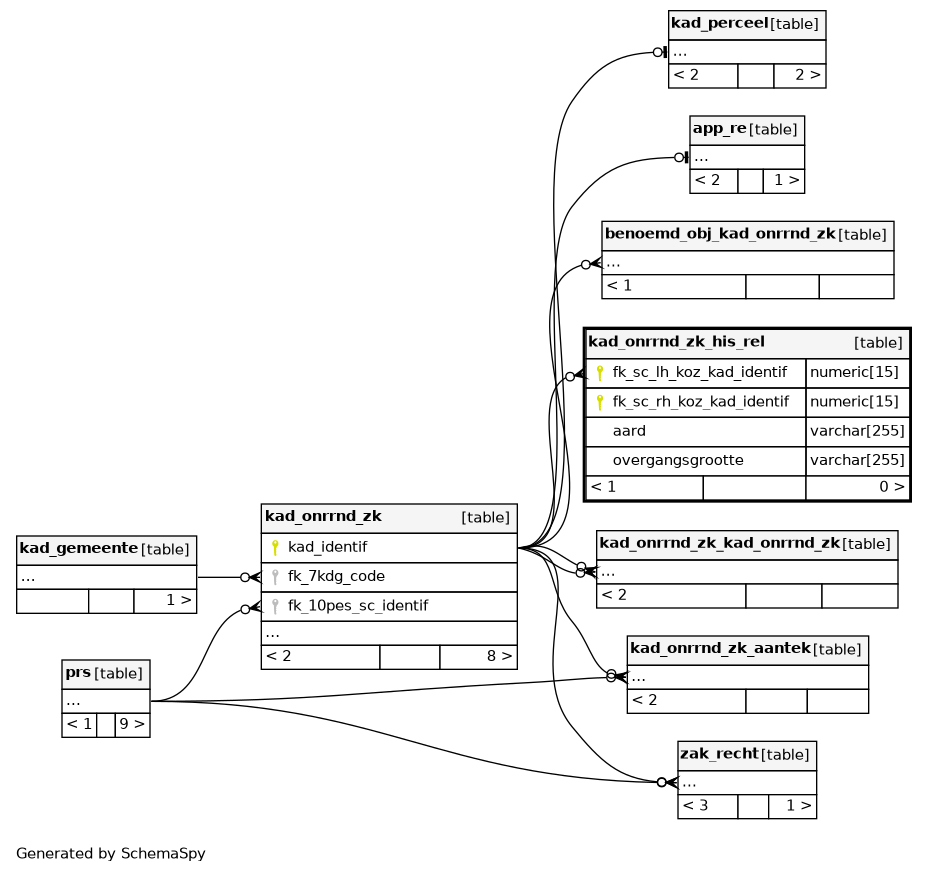 kad_perceel [table]
...
< 2 2 >
app_re [table]
...
< 2 1 >
benoemd_obj_kad_onrrnd_zk [table]
...
< 1
kad_onrrnd_zk_his_rel [table]
fk_sc_lh_koz_kad_identif numeric[15]
fk_sc_rh_koz_kad_identif numeric[15]
aard varchar[255]
overgangsgrootte varchar[255]
< 1 0 >
kad_onrrnd_zk [table]
kad_identif
fk_7kdg_code
fk_10pes_sc_identif
...
< 2 8 >
kad_gemeente [table]
...
1 >
kad_onrrnd_zk_kad_onrrnd_zk [table]
...
< 2
prs [table]
...
< 1 9 >
kad_onrrnd_zk_aantek [table]
...
< 2
zak_recht [table]
...
< 3 1 >
Generated by SchemaSpy